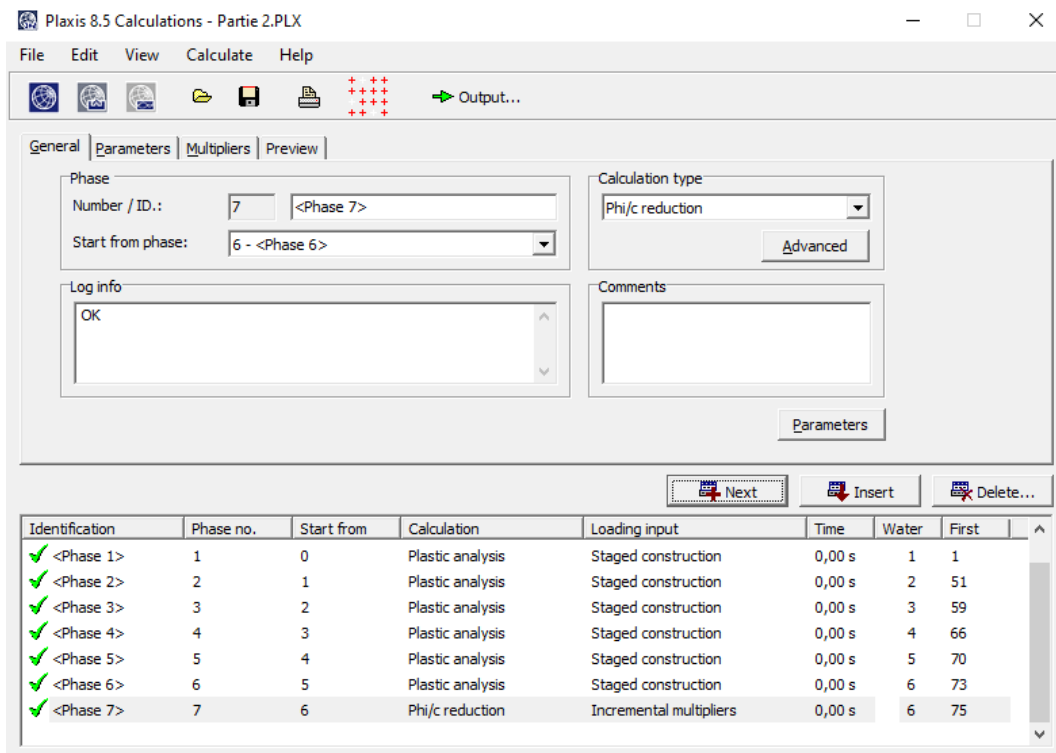 Plaxis 8.5 Calculations - Partie 2.PLX
File Edit View Calculate Help
Output...
General Parameters Multipliers Preview
Phase
Number / ID.: 7 <Phase 7>
Start from phase: 6 - <Phase 6>
Calculation type
Phi/c reduction
Advanced
Log info
OK
Comments
Parameters
Next Insert Delete...
Identification Phase no. Start from Calculation Loading input Time Water First
<Phase 1> 1 0 Plastic analysis Staged construction 0,00 s 1 1
<Phase 2> 2 1 Plastic analysis Staged construction 0,00 s 2 51
<Phase 3> 3 2 Plastic analysis Staged construction 0,00 s 3 59
<Phase 4> 4 3 Plastic analysis Staged construction 0,00 s 4 66
<Phase 5> 5 4 Plastic analysis Staged construction 0,00 s 5 70
<Phase 6> 6 5 Plastic analysis Staged construction 0,00 s 6 73
<Phase 7> 7 6 Phi/c reduction Incremental multipliers 0,00 s 6 75